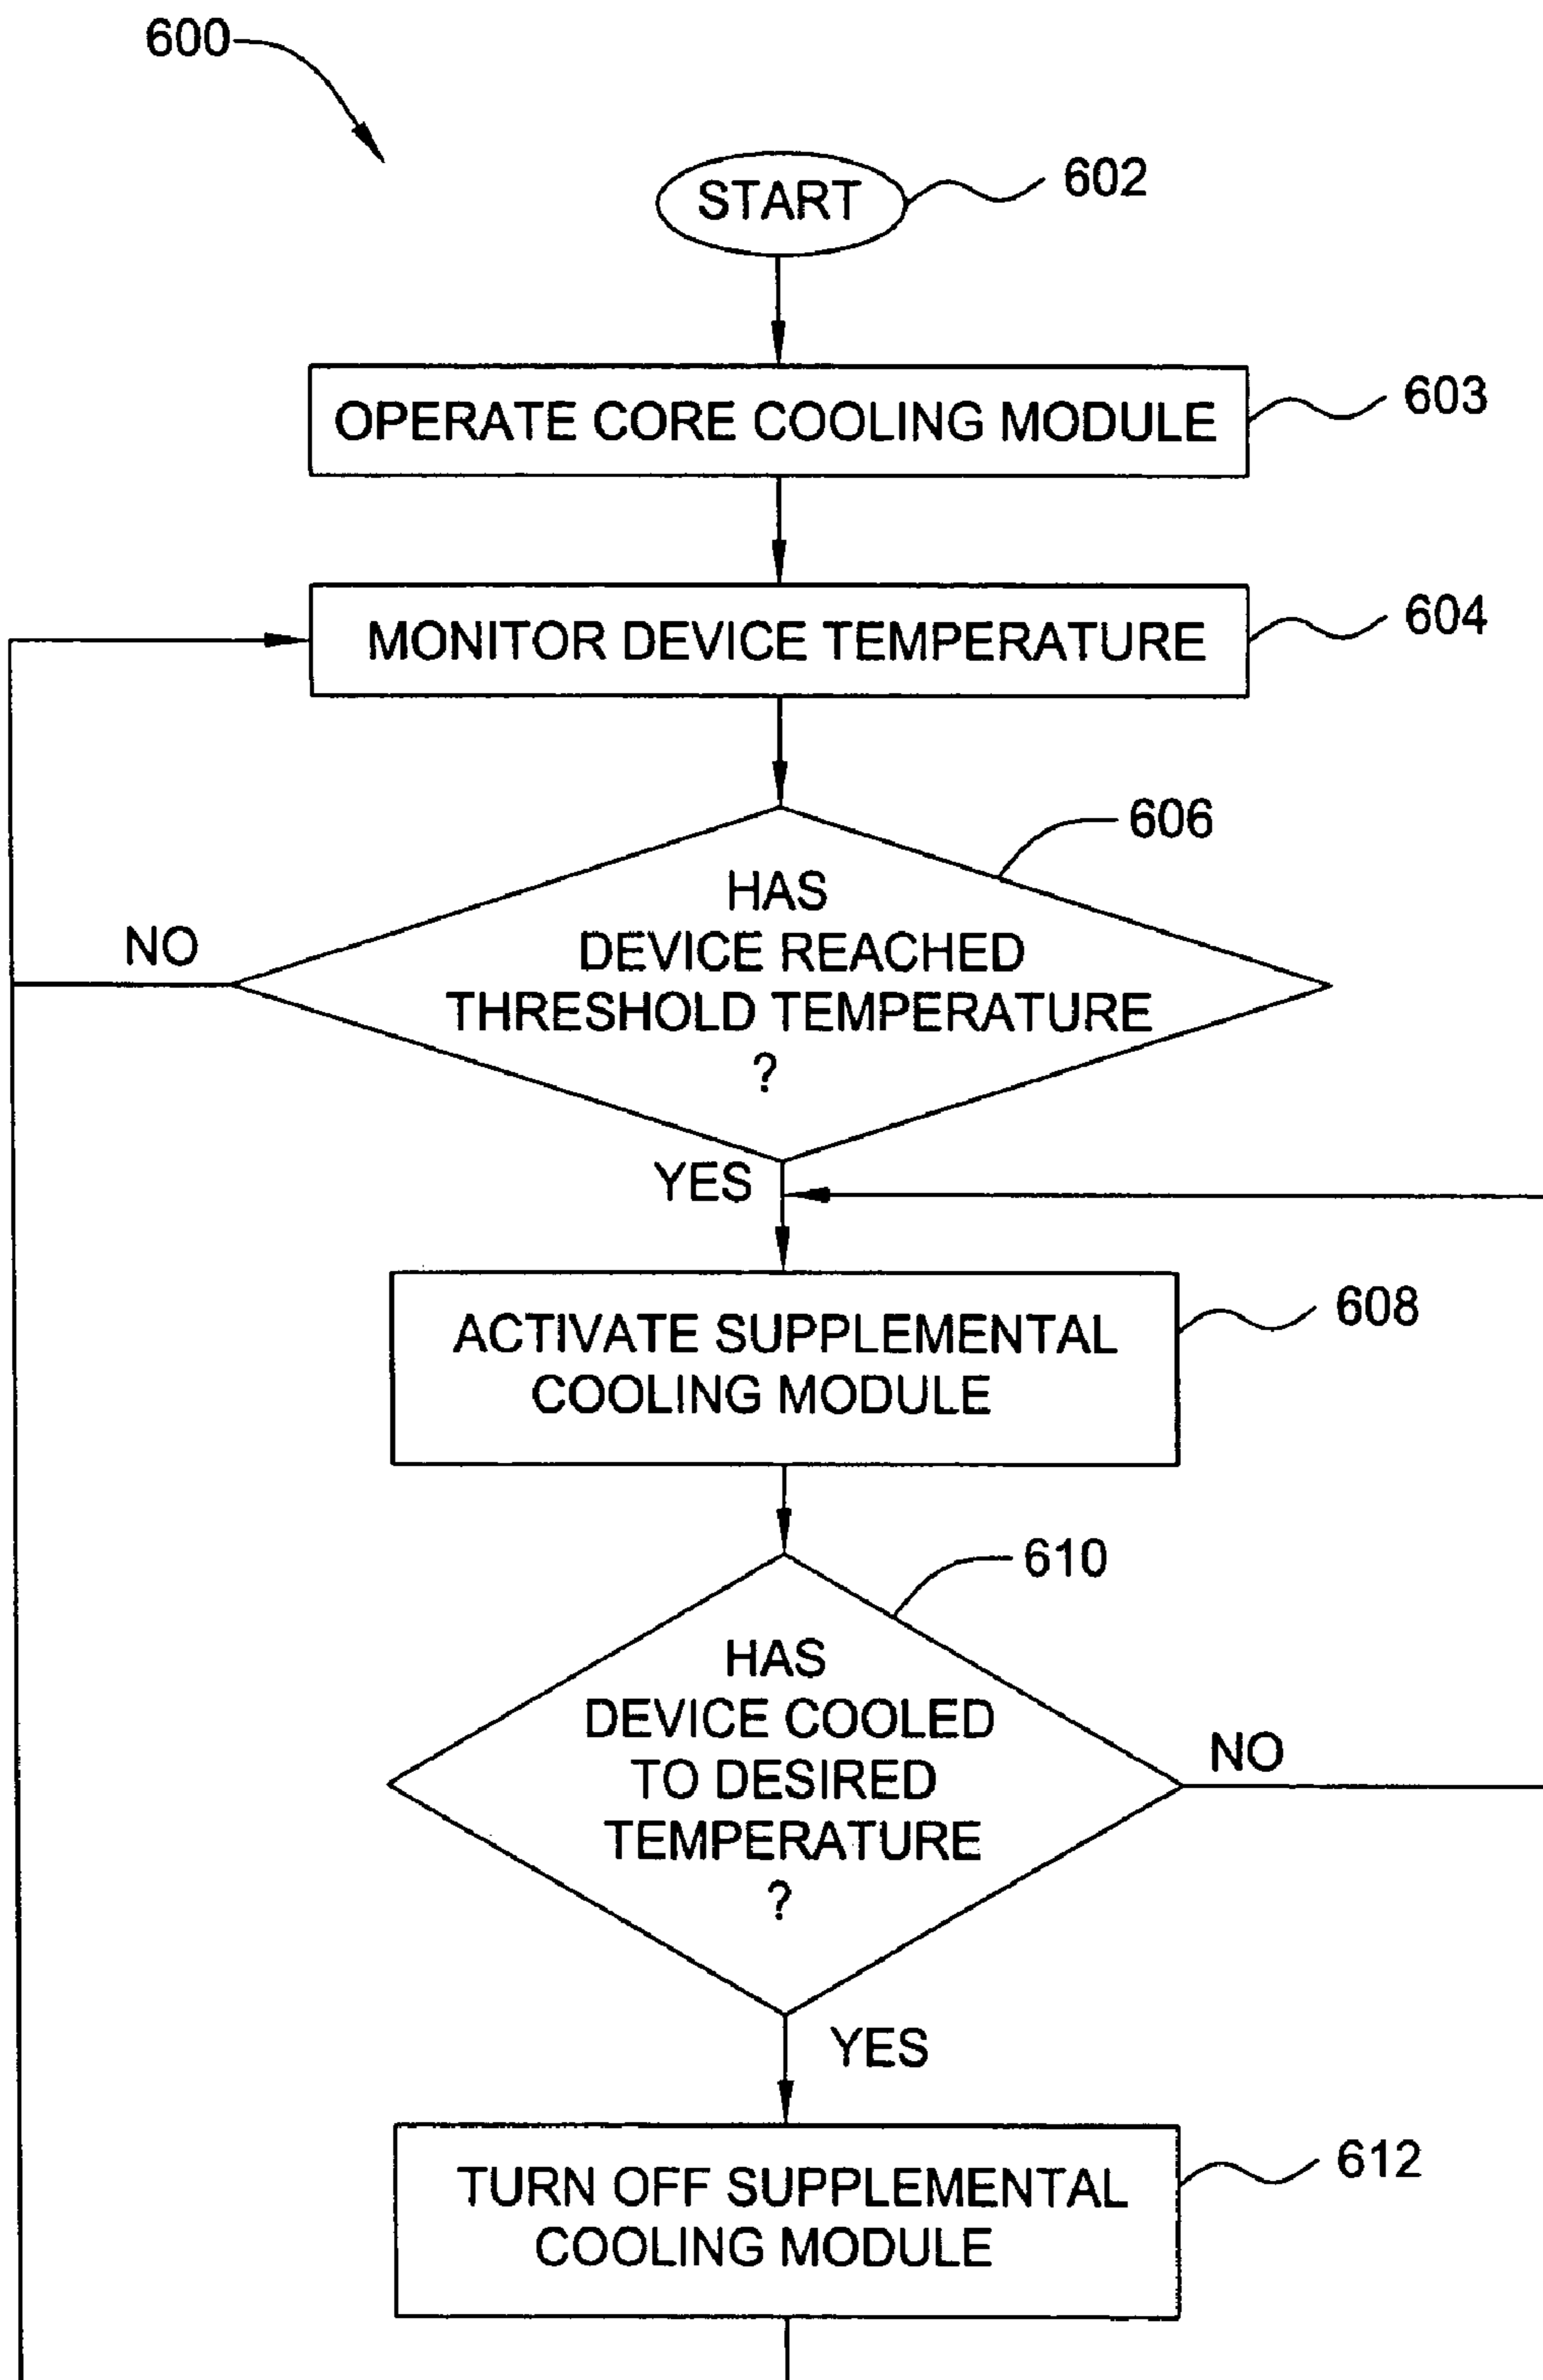 600
START
602
OPERATE CORE COOLING MODULE
603
MONITOR DEVICE TEMPERATURE
604
606
HAS
DEVICE REACHED
THRESHOLD TEMPERATURE
?
NO
YES
ACTIVATE SUPPLEMENTAL
COOLING MODULE
608
610
HAS
DEVICE COOLED
TO DESIRED
TEMPERATURE
?
NO
YES
TURN OFF SUPPLEMENTAL
COOLING MODULE
612